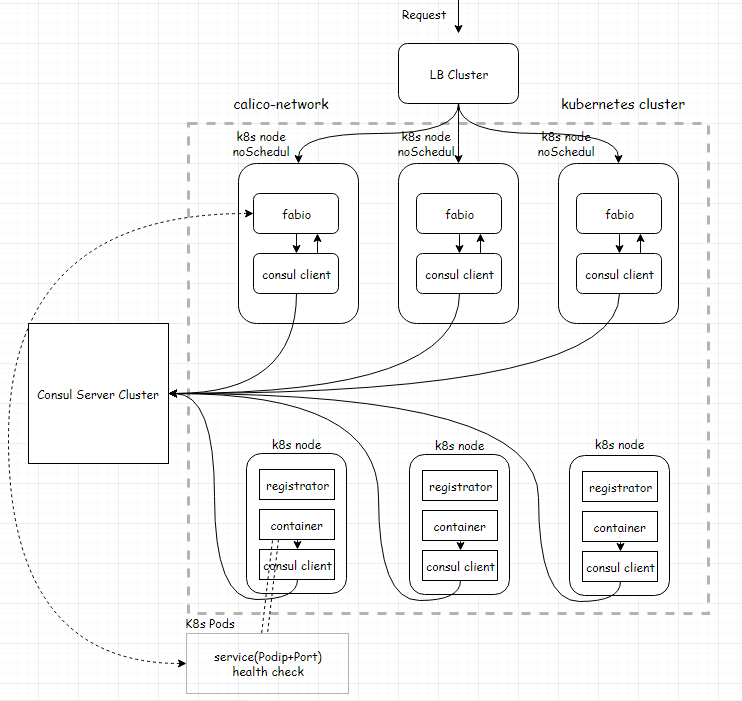 Request
LB Cluster
calico-network
kubernetes cluster
k8s node
noSchedul
k8s node
noSchedul
k8s node
noSchedul
fabio
fabio
fabio
consul client
consul client
consul client
Consul Server Cluster
k8s node
k8s node
k8s node
registrator
registrator
registrator
container
container
container
consul client
consul client
consul client
K8s Pods
service(Podip+Port)
health check